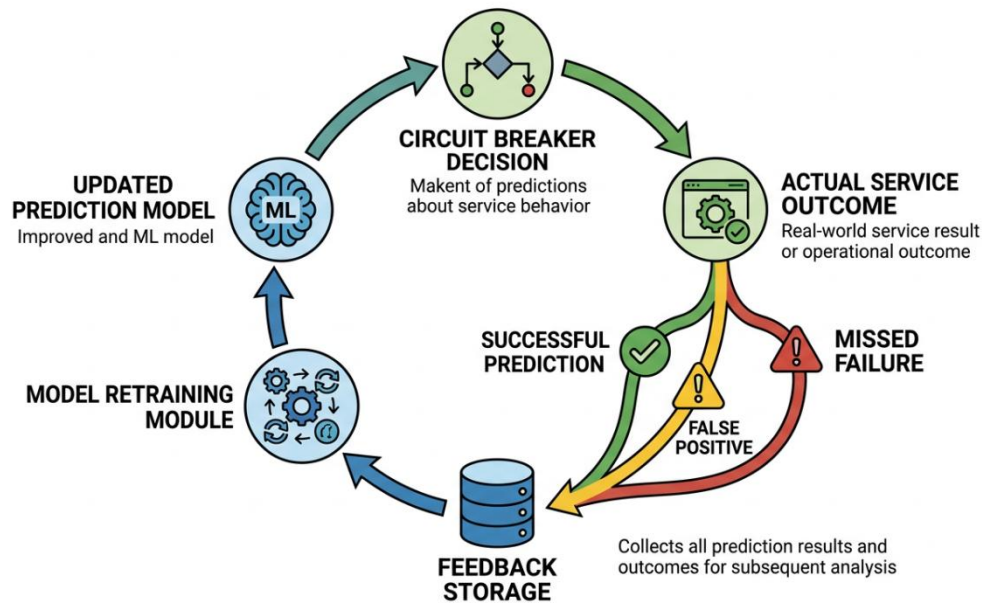 CIRCUIT BREAKER
DECISION
Makent of predictions
about service behavior
UPDATED
PREDICTION MODEL
Improved and ML model
ML
ACTUAL SERVICE
OUTCOME
Real-world service result
or operational outcome
SUCCESSFUL
PREDICTION
MISSED
FAILURE
FALSE
POSITIVE
MODEL RETRAINING
MODULE
FEEDBACK
STORAGE
Collects all prediction results and
outcomes for subsequent analysis